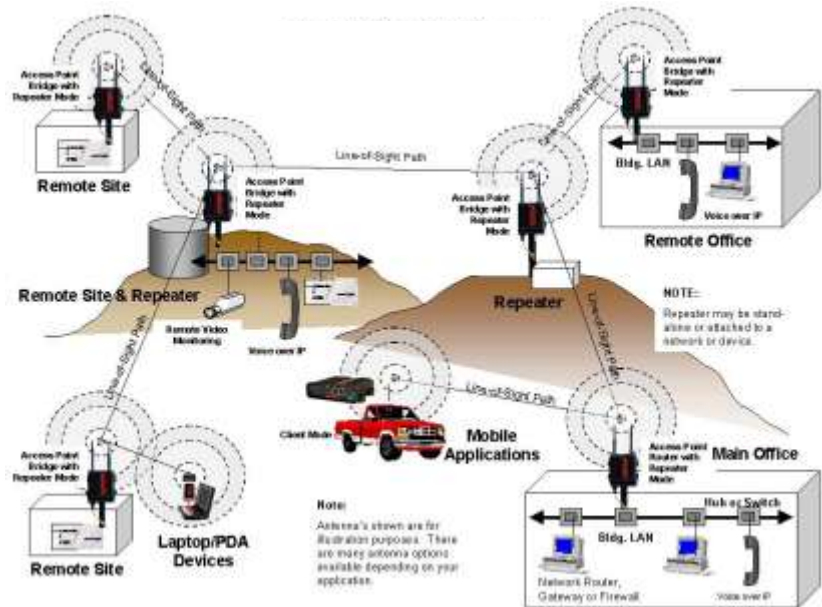 Access Point
Bridge with
Repeater Mode
Line-of-Sight Path
Remote Site
Access Point
Bridge with
Repeater
Mode
Line-of-Sight Path
Access Point
Bridge with
Repeater
Mode
Line-of-Sight Path
Access Point
Bridge with
Repeater
Mode
Bldg. LAN
Voice over IP
Remote Office
Remote Site & Repeater
Remote Video
Monitoring
Voice over IP
Repeater
NOTE:
Repeater may be stand-
alone or attached to a
network or device.
Line-of-Sight Path
Line-of-Sight Path
Line-of-Sight Path
Client Mode
Mobile
Applications
Access Point
Bridge with
Repeater Mode
Laptop/PDA
Devices
Remote Site
Note:
Antenna's shown are for
illustration purposes. There
are many antenna options
available depending on your
application.
Access Point
Router with
Repeater
Mode
Main Office
Hub or Switch
Bldg. LAN
Network Router,
Gateway or Firewall
Voice over IP